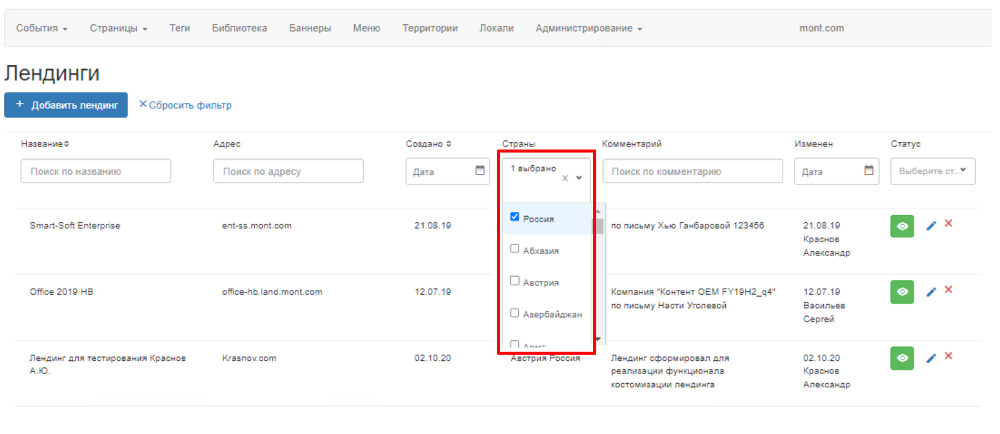 События Страницы Теги Библиотека Баннеры Меню Территории Локали Администрирование mont.com
Лендинги
+ Добавить лендинг ×Сбросить фильтр
Название Адрес Создано Страны Комментарий Изменен Статус
Поиск по названию Поиск по адресу Дата 1 выбрано Поиск по комментарию Дата Выберите ст...
Россия
Абхазия
Австрия
Азербайджан
Smart-Soft Enterprise ent-ss.mont.com 21.08.19 по письму Хью Ганбаровой 123456 21.08.19
Краснов
Александр
Office 2019 HB office-hb.land.mont.com 12.07.19 Компания "Контент OEM FY19H2_q4" 12.07.19
по письму Насти Уголевой Васильев
Сергей
Лендинг для тестирования Краснов Krasnov.com 02.10.20 Австрия Россия Лендинг сформировал для 02.10.20
А.Ю. реализации функционала Краснов
костомизации лендинга Александр